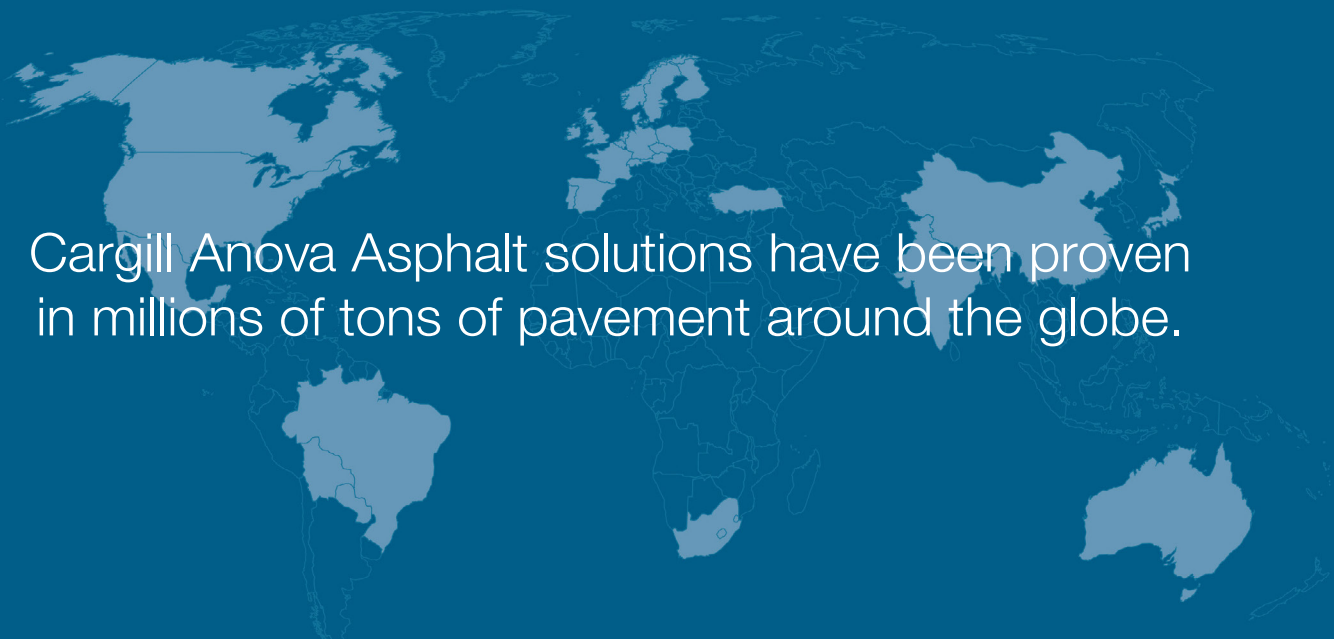 Cargill Anova Asphalt solutions have been proven
in millions of tons of pavement around the globe.